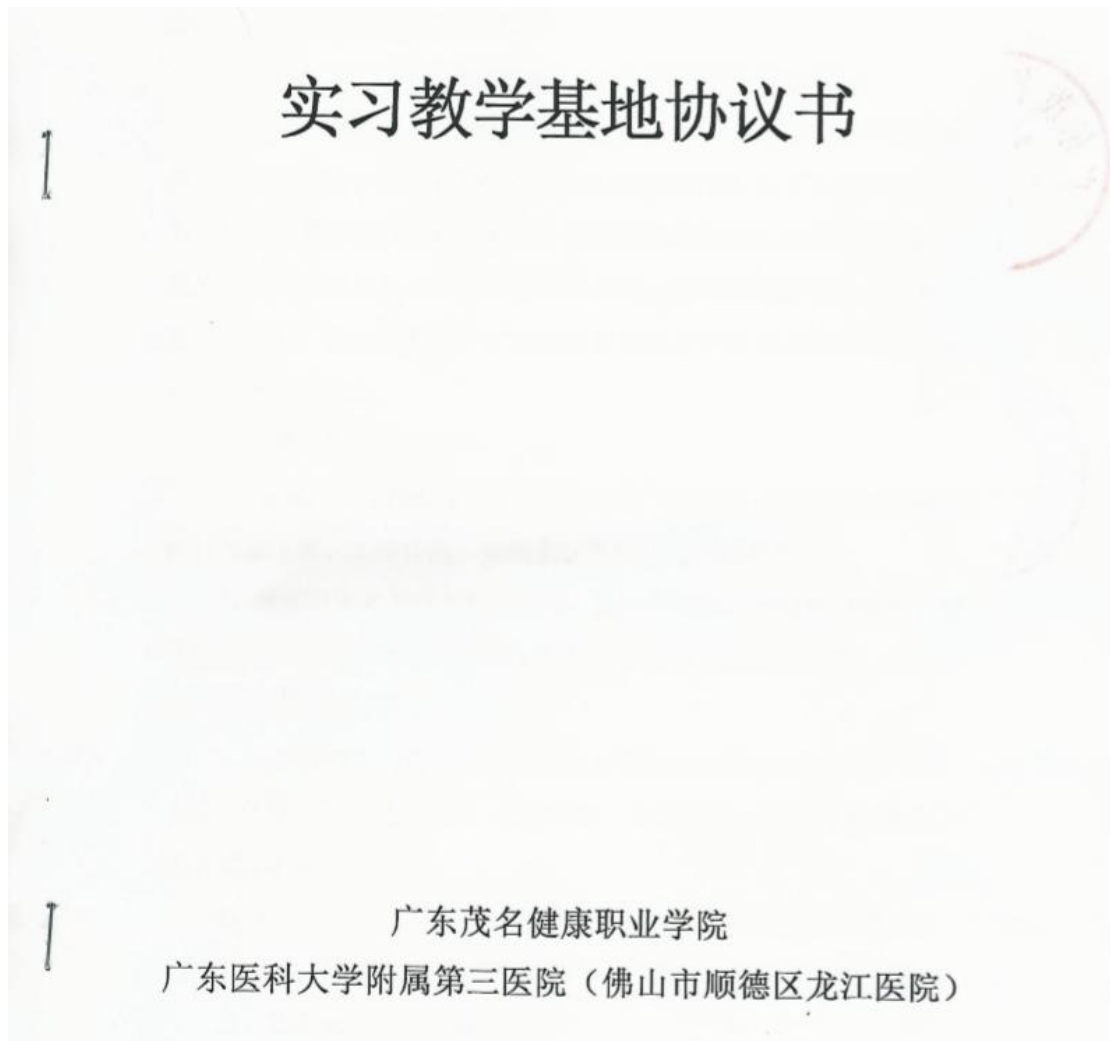 实习教学基地协议书
广东茂名健康职业学院
广东医科大学附属第三医院（佛山市顺德区龙江医院）